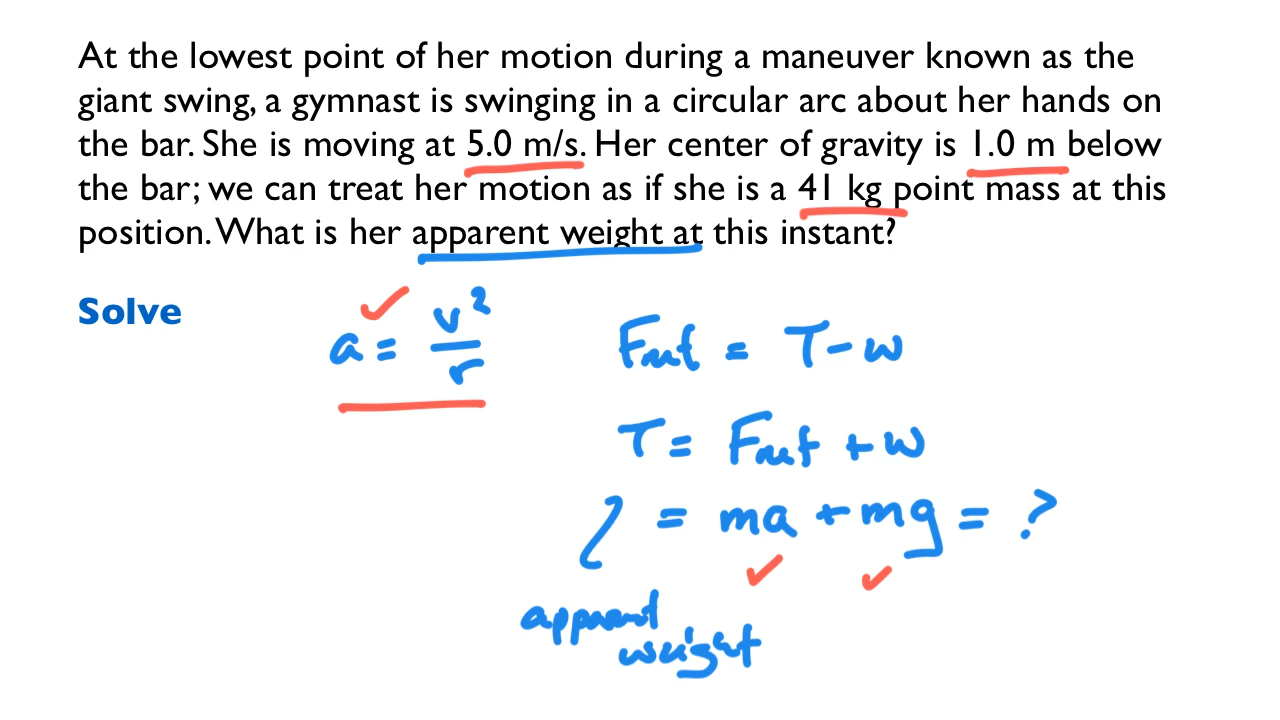 At the lowest point of her motion during a maneuver known as the
giant swing, a gymnast is swinging in a circular arc about her hands on
the bar. She is moving at 5.0 m/s. Her center of gravity is 1.0 m below
the bar; we can treat her motion as if she is a 41 kg point mass at this
position. What is her apparent weight at this instant?
Solve
a = v²/r
Fnet = T - w
T = Fnet + w
= ma + mg = ?
apparent
weight